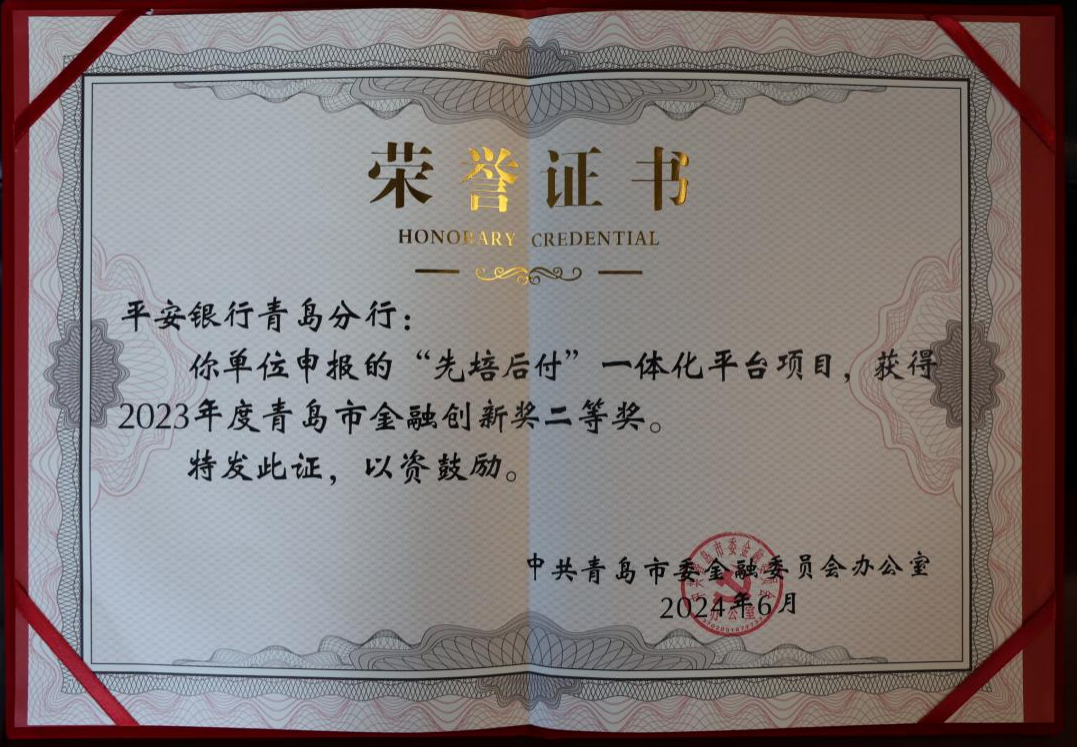 荣誉证书
HONORARY CREDENTIAL
平安银行青岛分行：
你单位申报的“先培后付”一体化平台项目，获得
2023年度青岛市金融创新奖二等奖。
特发此证，以资鼓励。
中共青岛市委金融委员会办公室
2024年6月